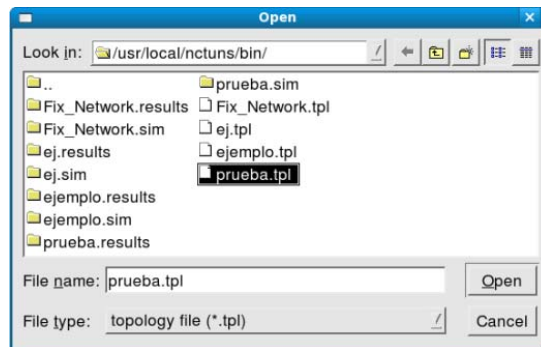 Open
Look in: /usr/local/nctuns/bin/
..
Fix_Network.results
Fix_Network.sim
ej.results
ej.sim
ejemplo.results
ejemplo.sim
prueba.results
prueba.sim
Fix_Network.tpl
ej.tpl
ejemplo.tpl
prueba.tpl
File name: prueba.tpl
Open
File type: topology file (*.tpl)
Cancel